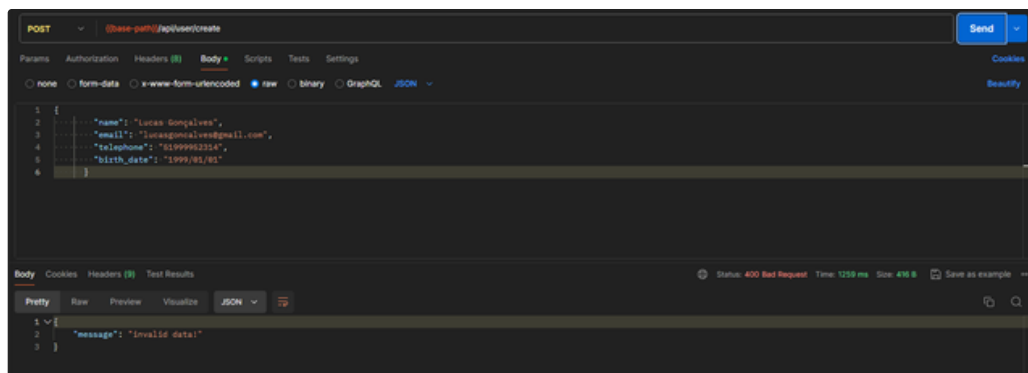 POST {{base-path}}/api/user/create Send
Params Authorization Headers (8) Body Scripts Tests Settings Cookies
none form-data x-www-form-urlencoded raw binary GraphQL JSON Beautify
1 {
2 "name": "Lucas Gonçalves",
3 "email": "lucasgoncalves@gmail.com",
4 "telephone": "51999952314",
5 "birth_date": "1999/01/01"
6 }
Body Cookies Headers (9) Test Results Status: 400 Bad Request Time: 1259 ms Size: 416 B Save as example
Pretty Raw Preview Visualize JSON
1 {
2 "message": "invalid data!"
3 }